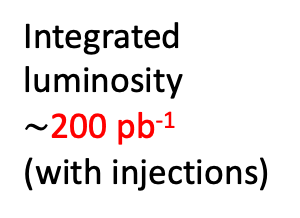 Integrated
luminosity
~200 pb⁻¹
(with injections)